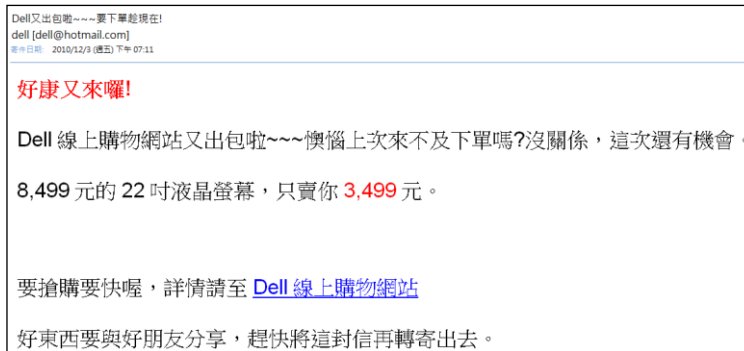 Dell又出包啦~~~要下單趁現在!
dell [dell@hotmail.com]
寄件日期: 2010/12/3 (週五) 下午 07:11
好康又來囉!
Dell 線上購物網站又出包啦~~~懊惱上次來不及下單嗎?沒關係，這次還有機會。
8,499 元的 22 吋液晶螢幕，只賣你 3,499 元。
要搶購要快喔，詳情請至 Dell 線上購物網站
好東西要與好朋友分享，趕快將這封信再轉寄出去。